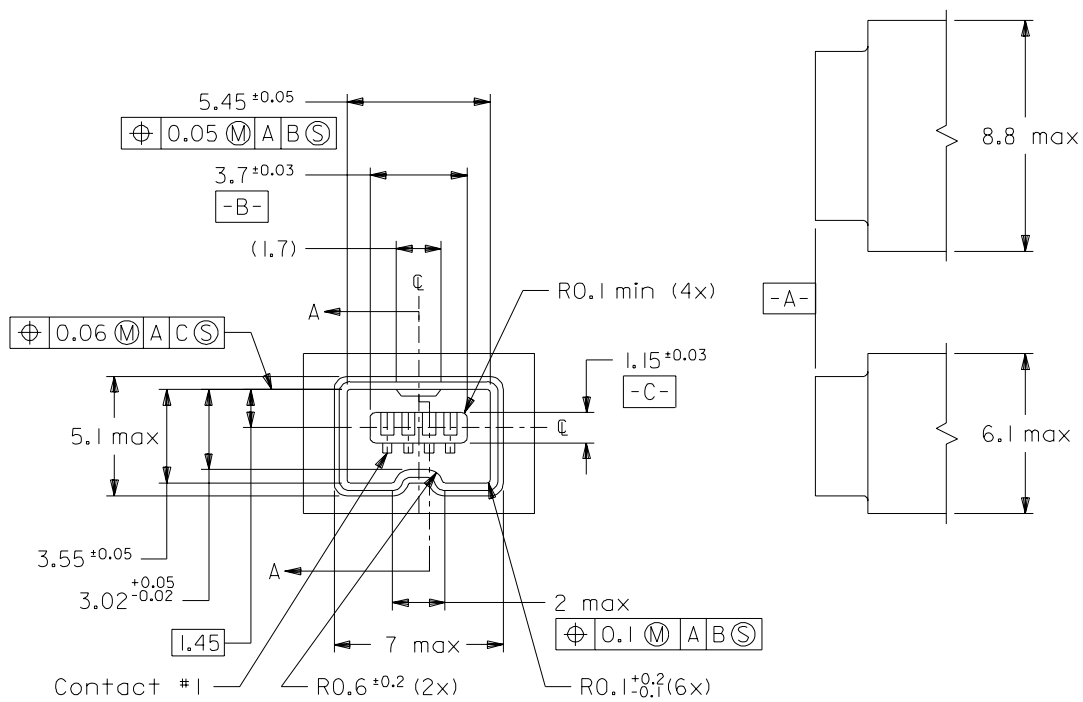 5.45 ±0.05
⌖ 0.05 Ⓜ A B Ⓢ
3.7 ±0.03
-B-
(1.7)
℄
A
R0.1 min (4x)
-A-
8.8 max
⌖ 0.06 Ⓜ A C Ⓢ
1.15 ±0.03
-C-
5.1 max
℄
6.1 max
3.55 ±0.05
A
3.02 +0.05 -0.02
2 max
⌖ 0.1 Ⓜ A B Ⓢ
1.45
7 max
Contact #1
R0.6 ±0.2 (2x)
R0.1 +0.2 -0.1 (6x)